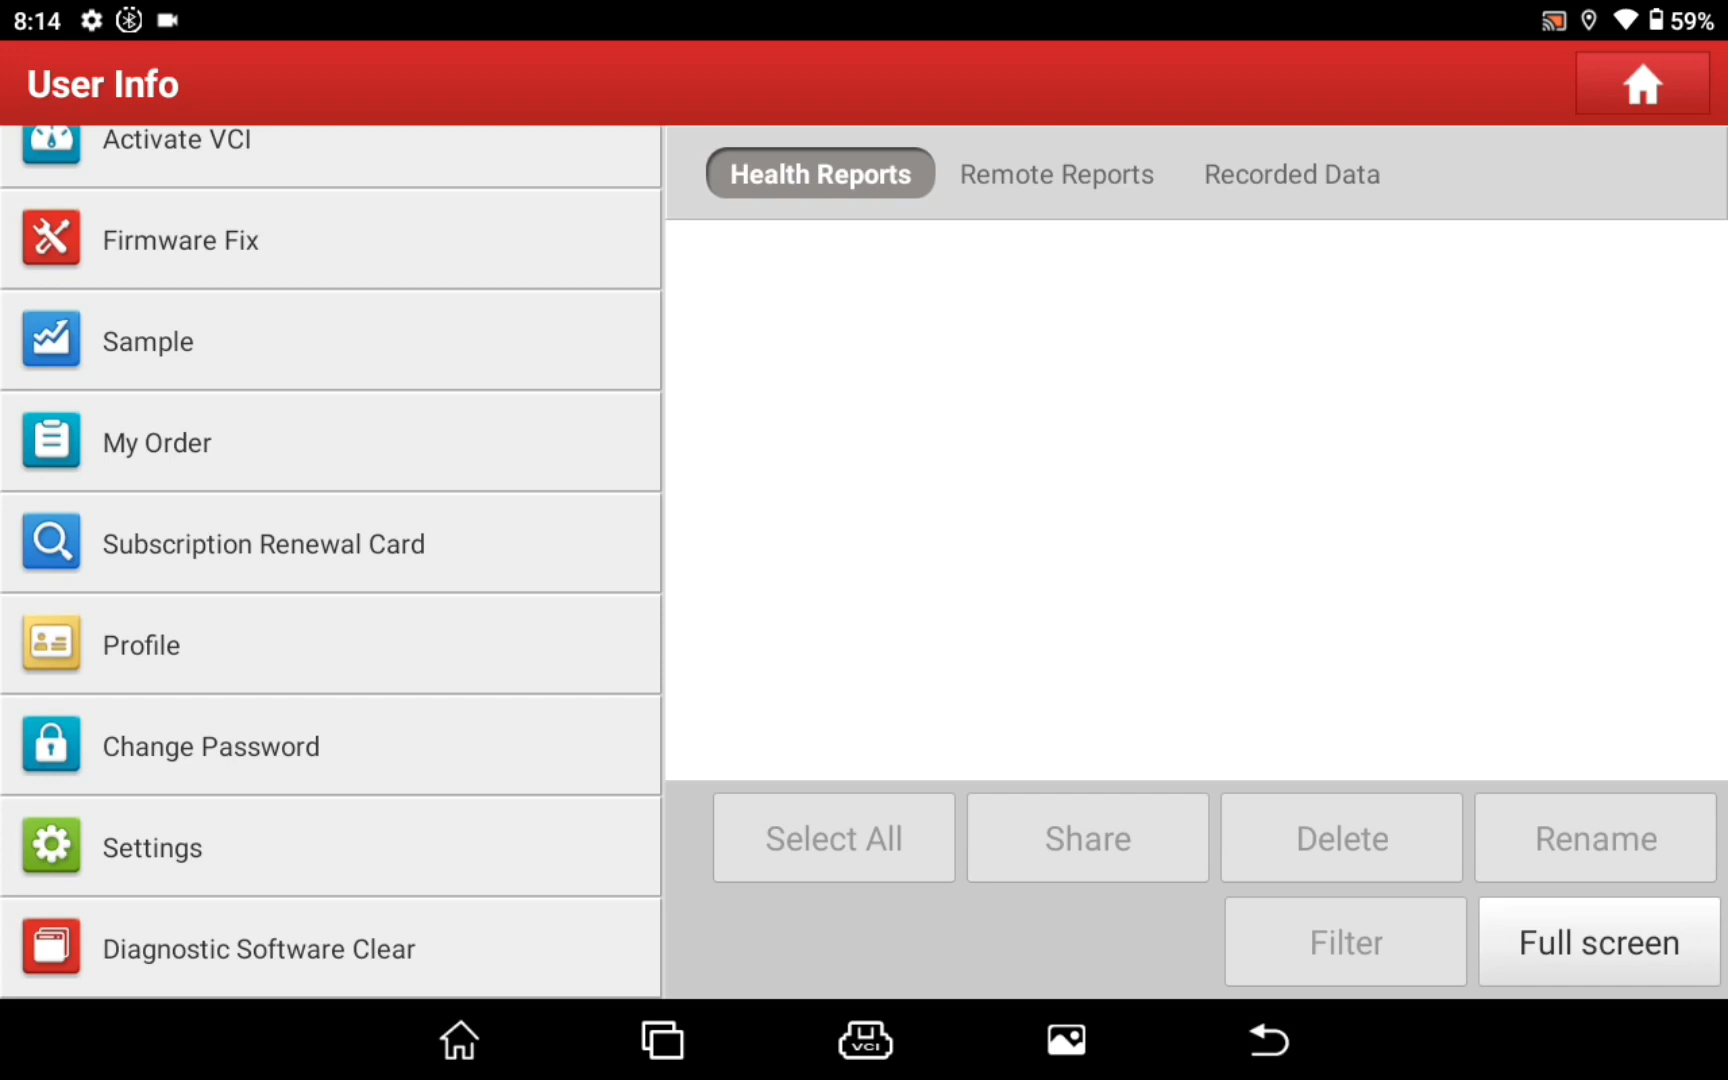 8:14
59%
User Info
Activate VCI
Firmware Fix
Sample
My Order
Subscription Renewal Card
Profile
Change Password
Settings
Diagnostic Software Clear
Health Reports Remote Reports Recorded Data
Select All Share Delete Rename
Filter Full screen
VCI